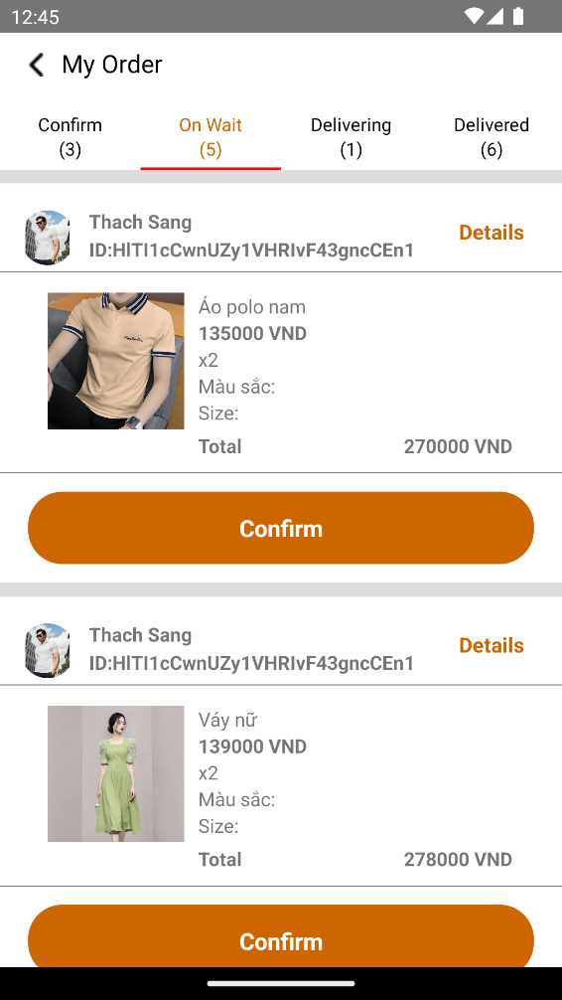 12:45
My Order
Confirm
(3)
On Wait
(5)
Delivering
(1)
Delivered
(6)
Thach Sang
Details
ID:HlTI1cCwnUZy1VHRIvF43gncCEn1
Áo polo nam
135000 VND
x2
Màu sắc:
Size:
Total 270000 VND
Confirm
Thach Sang
Details
ID:HlTI1cCwnUZy1VHRIvF43gncCEn1
Váy nữ
139000 VND
x2
Màu sắc:
Size:
Total 278000 VND
Confirm